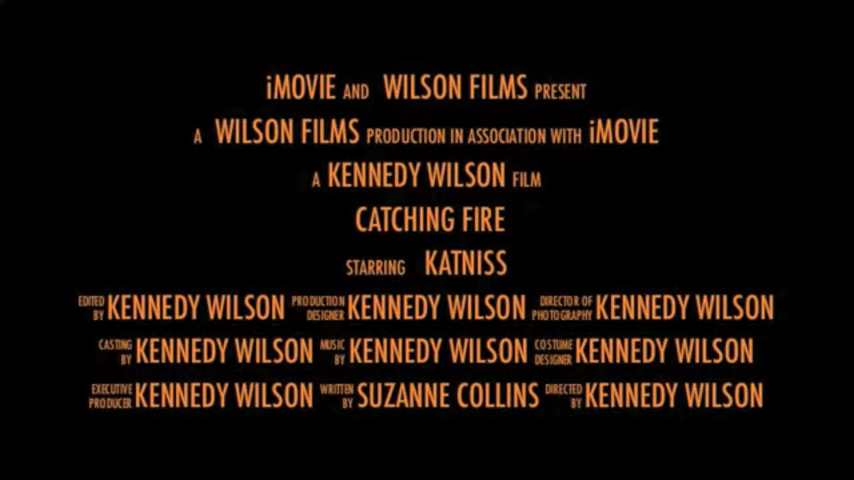 iMOVIE AND WILSON FILMS PRESENT
A WILSON FILMS PRODUCTION IN ASSOCIATION WITH iMOVIE
A KENNEDY WILSON FILM
CATCHING FIRE
STARRING KATNISS
EDITED BY KENNEDY WILSON PRODUCTION DESIGNER KENNEDY WILSON DIRECTOR OF PHOTOGRAPHY KENNEDY WILSON
CASTING BY KENNEDY WILSON MUSIC BY KENNEDY WILSON COSTUME DESIGNER KENNEDY WILSON
EXECUTIVE PRODUCER KENNEDY WILSON WRITTEN BY SUZANNE COLLINS DIRECTED BY KENNEDY WILSON